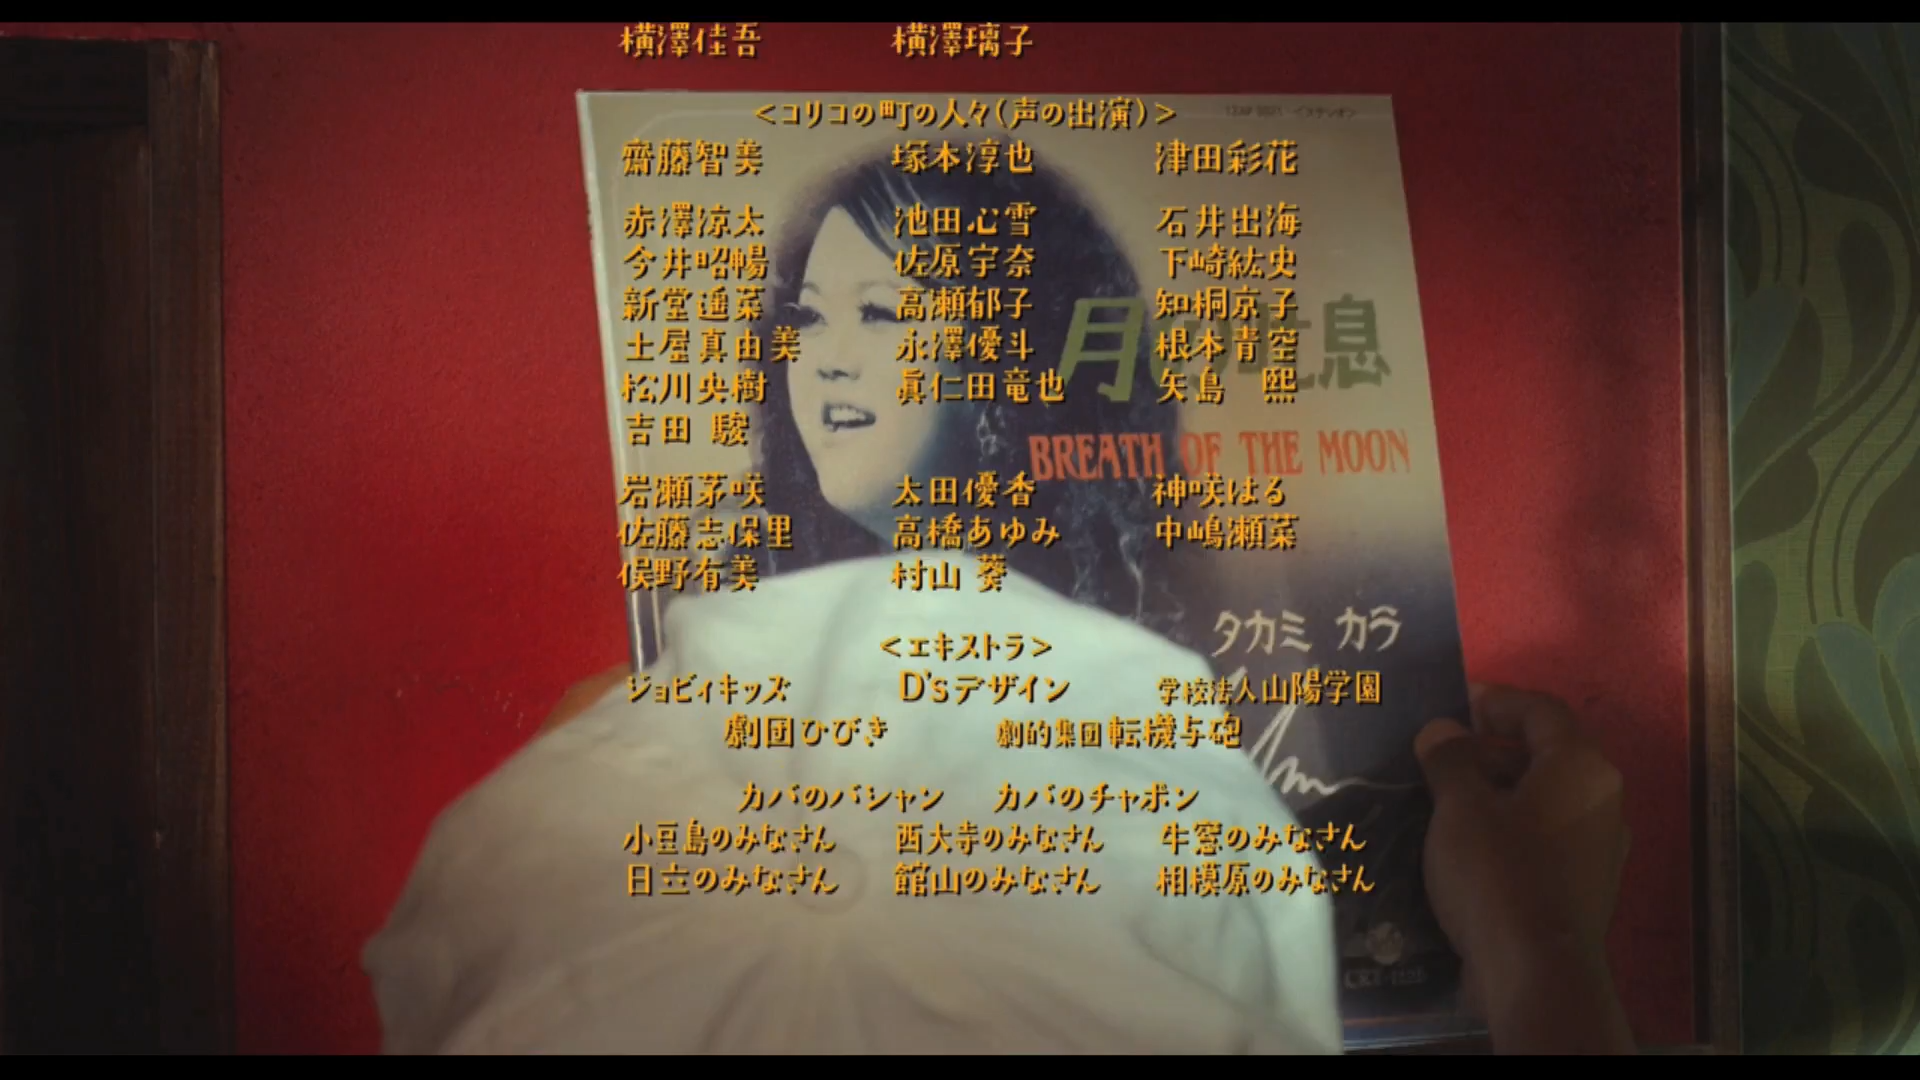 横澤佳吾 横澤璃子
<コリコの町の人々(声の出演)>
齋藤智美 塚本淳也 津田彩花
赤澤涼太 池田心雪 石井出海
今井昭暢 佐原宇奈 下崎紘史
新堂遥菜 高瀬郁子 知桐京子
土屋真由美 永澤優斗 根本青空
松川央樹 眞仁田竜也 矢島 熙
吉田 駿
岩瀬茅咲 太田優香 神咲はる
佐藤志保里 高橋あゆみ 中嶋瀬菜
俣野有美 村山 葵
<エキストラ>
ジョビィキッズ D'sデザイン 学校法人山陽学園
劇団ひびき 劇的集団転機与砲
カバのバシャン カバのチャポン
小豆島のみなさん 西大寺のみなさん 牛窓のみなさん
日立のみなさん 館山のみなさん 相模原のみなさん
月の吐息
BREATH OF THE MOON
タカミ カラ